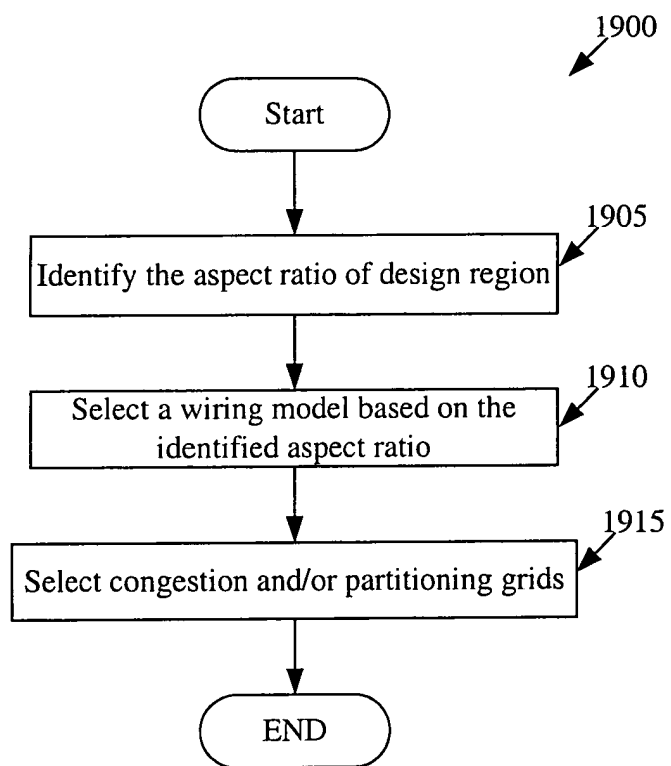 1900
Start
1905
Identify the aspect ratio of design region
1910
Select a wiring model based on the
identified aspect ratio
1915
Select congestion and/or partitioning grids
END